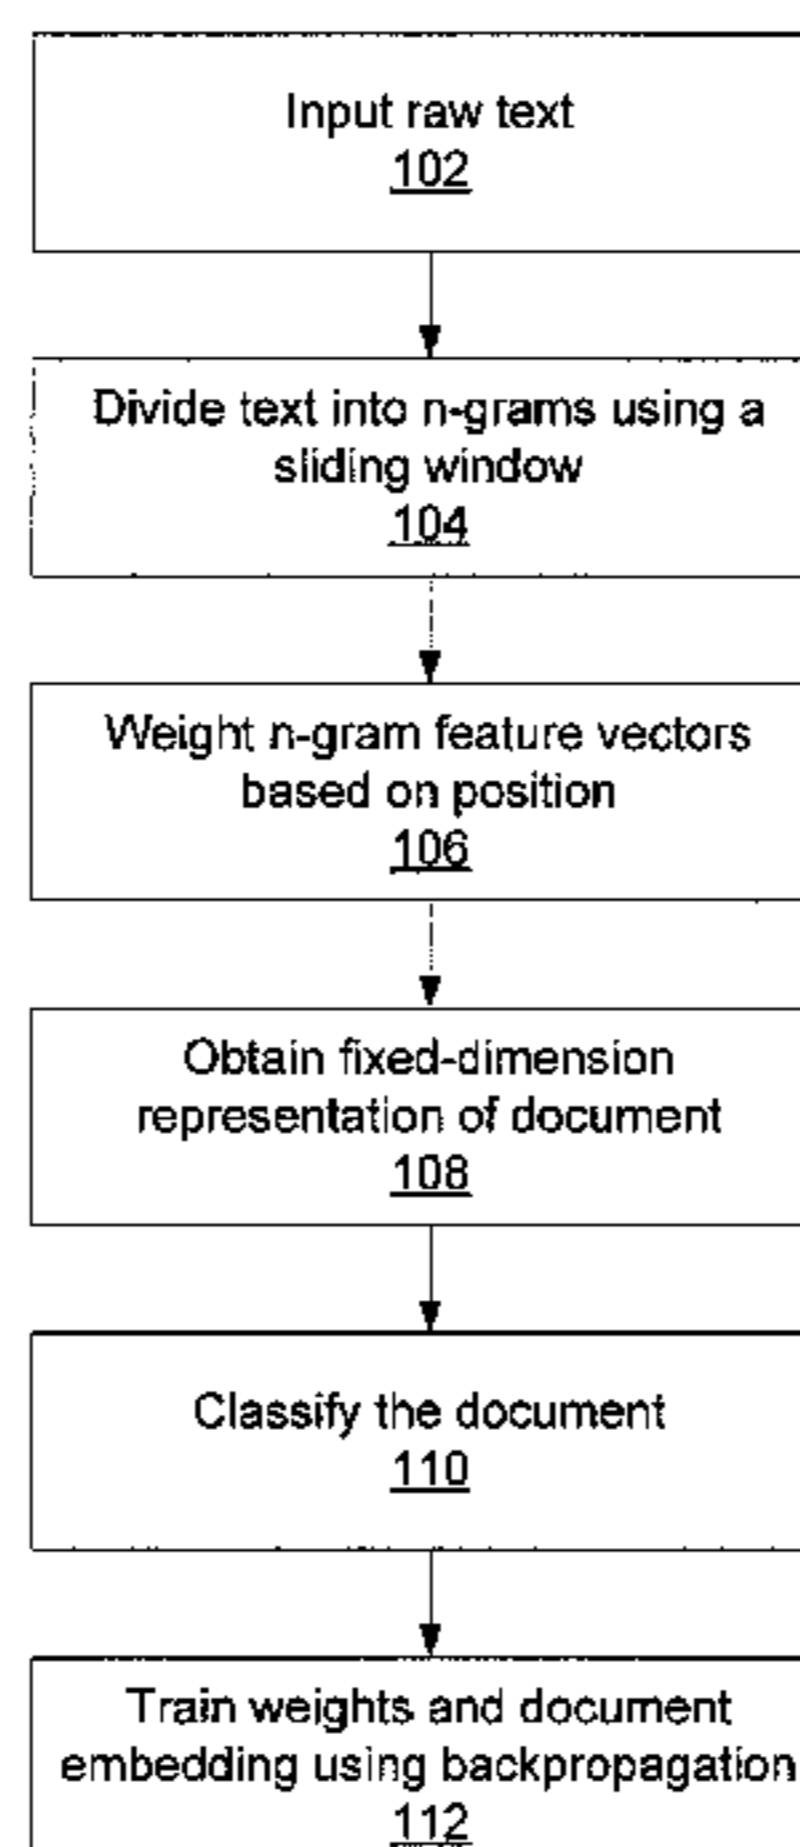 Input raw text
102
Divide text into n-grams using a
sliding window
104
Weight n-gram feature vectors
based on position
106
Obtain fixed-dimension
representation of document
108
Classify the document
110
Train weights and document
embedding using backpropagation
112